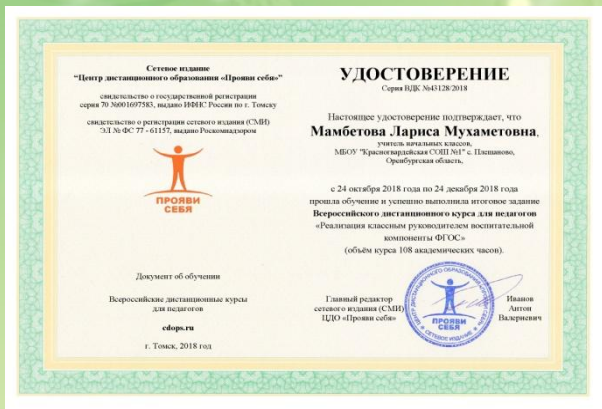 Сетевое издание
"Центр дистанционного образования «Прояви себя»"
свидетельство о государственной регистрации
серия 70 №001697583, выдано ИФНС России по г. Томску
свидетельство о регистрации сетевого издания (СМИ)
ЭЛ № ФС 77 - 61157, выдано Роскомнадзором
ПРОЯВИ
СЕБЯ
Документ об обучении
Всероссийские дистанционные курсы
для педагогов
cdops.ru
г. Томск, 2018 год
УДОСТОВЕРЕНИЕ
Серия ВДК №43128/2018
Настоящее удостоверение подтверждает, что
Мамбетова Лариса Мухаметовна,
учитель начальных классов,
МБОУ "Красногвардейская СОШ №1" с. Плешаново,
Оренбургская область,
с 24 октября 2018 года по 24 декабря 2018 года
прошла обучение и успешно выполнила итоговое задание
Всероссийского дистанционного курса для педагогов
«Реализация классным руководителем воспитательной
компоненты ФГОС»
(объём курса 108 академических часов).
Главный редактор
сетевого издания (СМИ)
ЦДО «Прояви себя»
ПРОЯВИ
СЕБЯ
Иванов
Антон
Валериевич